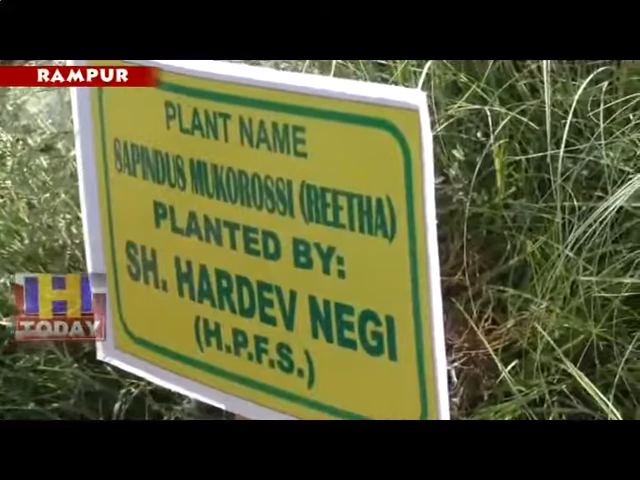 RAMPUR
PLANT NAME
SAPINDUS MUKOROSSI (REETHA)
PLANTED BY:
SH. HARDEV NEGI
(H.P.F.S.)
H TODAY